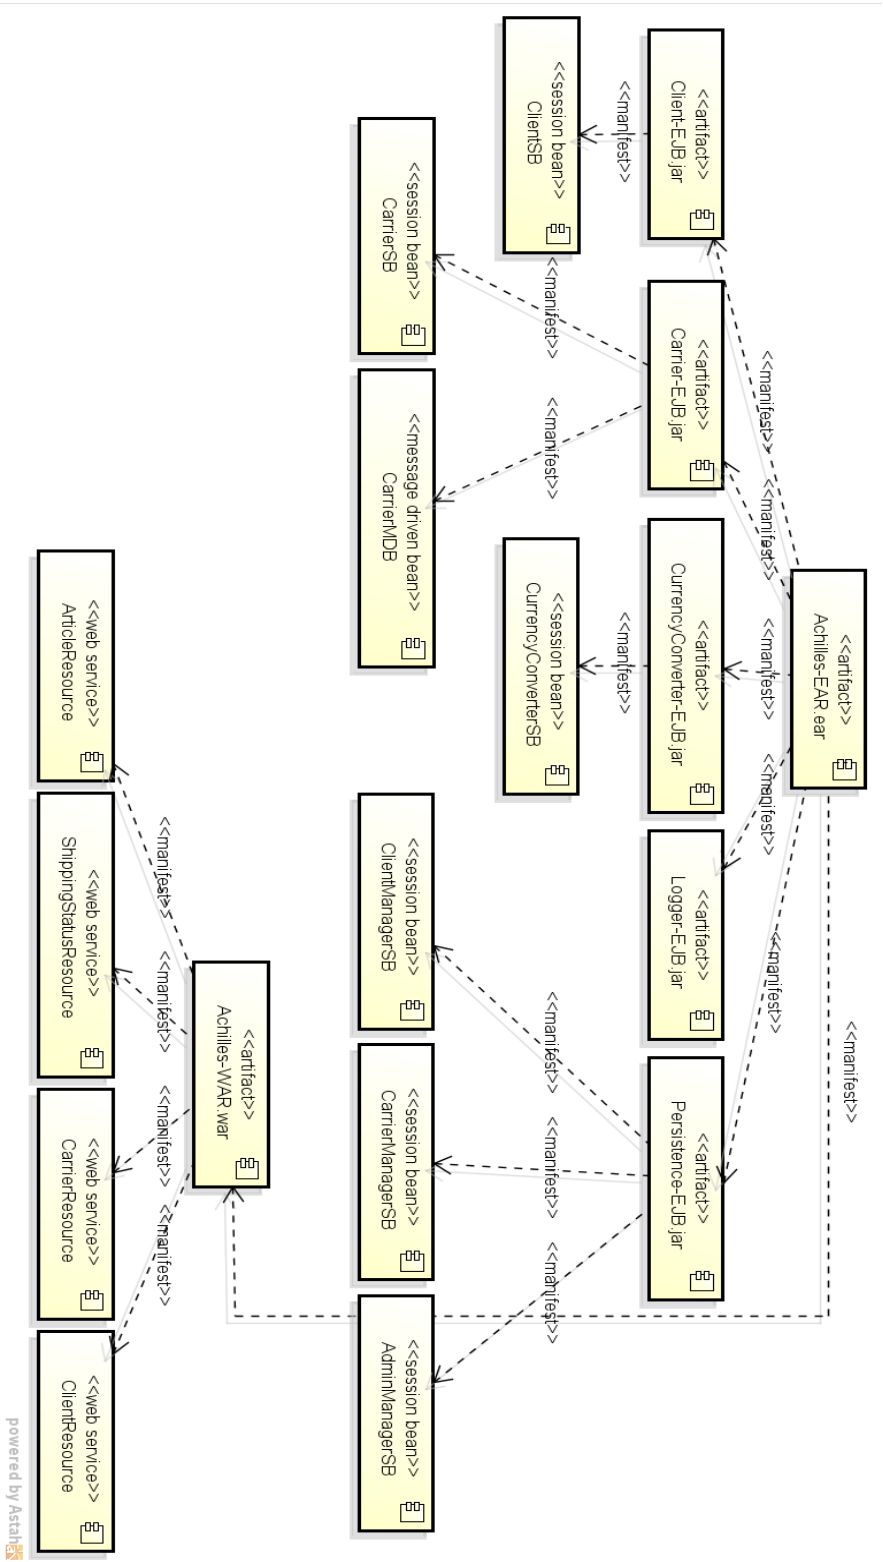 <<artifact>>
Achilles-EAR.ear
<<manifest>>
<<manifest>>
<<manifest>>
<<manifest>>
<<manifest>>
<<manifest>>
<<artifact>>
Client-EJB.jar
<<artifact>>
Carrier-EJB.jar
<<artifact>>
CurrencyConverter-EJB.jar
<<artifact>>
Logger-EJB.jar
<<artifact>>
Persistence-EJB.jar
<<manifest>>
<<manifest>>
<<session bean>>
ClientSB
<<session bean>>
CurrencyConverterSB
<<manifest>>
<<manifest>>
<<manifest>>
<<manifest>>
<<manifest>>
<<session bean>>
CarrierSB
<<message driven bean>>
CarrierMDB
<<session bean>>
ClientManagerSB
<<session bean>>
CarrierManagerSB
<<session bean>>
AdminManagerSB
<<artifact>>
Achilles-WAR.war
<<manifest>>
<<manifest>>
<<manifest>>
<<manifest>>
<<web service>>
ArticleResource
<<web service>>
ShippingStatusResource
<<web service>>
CarrierResource
<<web service>>
ClientResource
powered by Astah